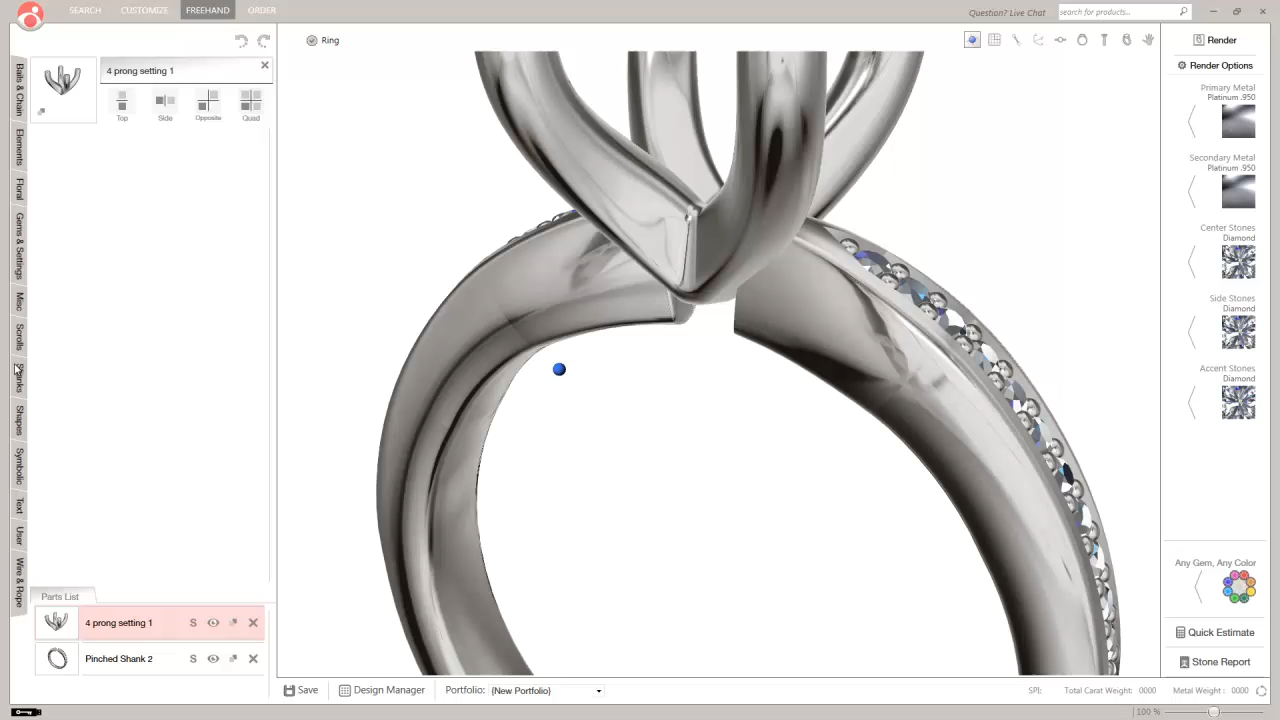 SEARCH CUSTOMIZE FREEHAND ORDER
Question? Live Chat
search for products...
Bails & Chain
Elements
Floral
Gems & Settings
Misc
Scrolls
Shanks
Shapes
Symbolic
Text
User
Wire & Rope
4 prong setting 1
Top Side Opposite Quad
Parts List
4 prong setting 1
S
Pinched Shank 2
S
Ring
Render
Render Options
Primary Metal
Platinum .950
Secondary Metal
Platinum .950
Center Stones
Diamond
Side Stones
Diamond
Accent Stones
Diamond
Any Gem, Any Color
Quick Estimate
Stone Report
Save Design Manager Portfolio: {New Portfolio}
SPI: Total Carat Weight: 0000 Metal Weight : 0000
100 %